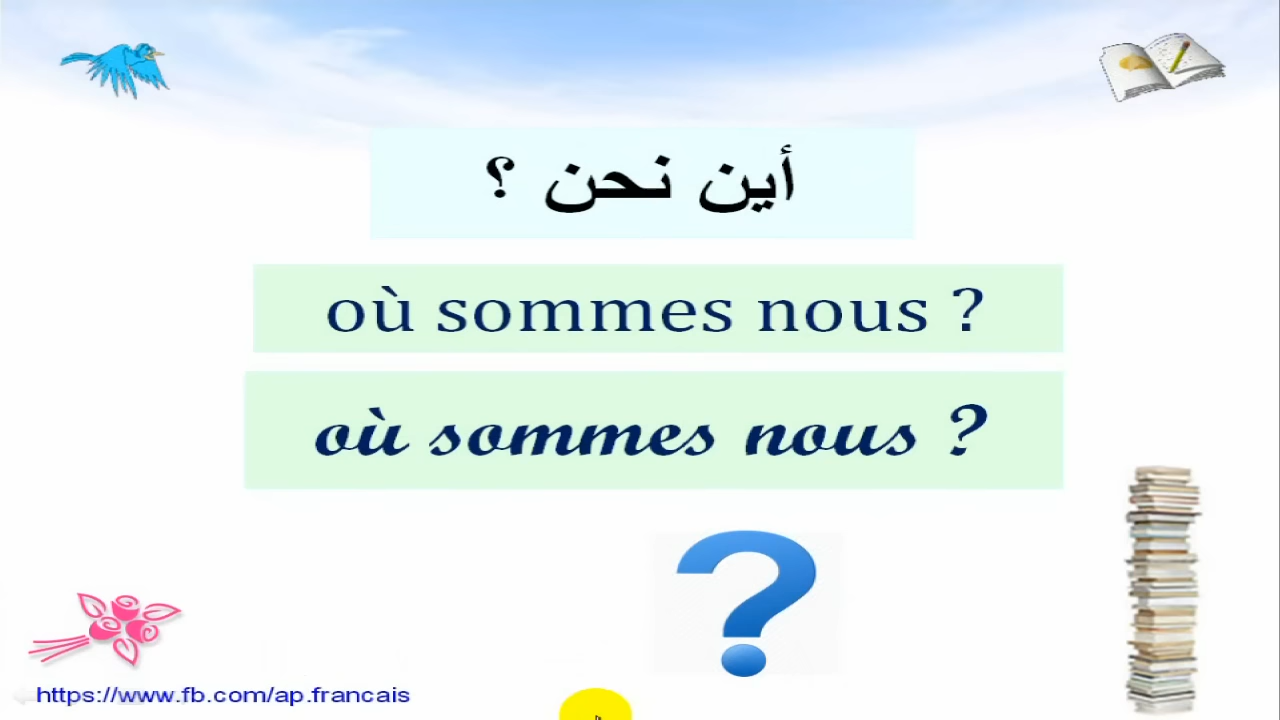 أين نحن ؟
où sommes nous ?
où sommes nous ?
https://www.fb.com/ap.francais